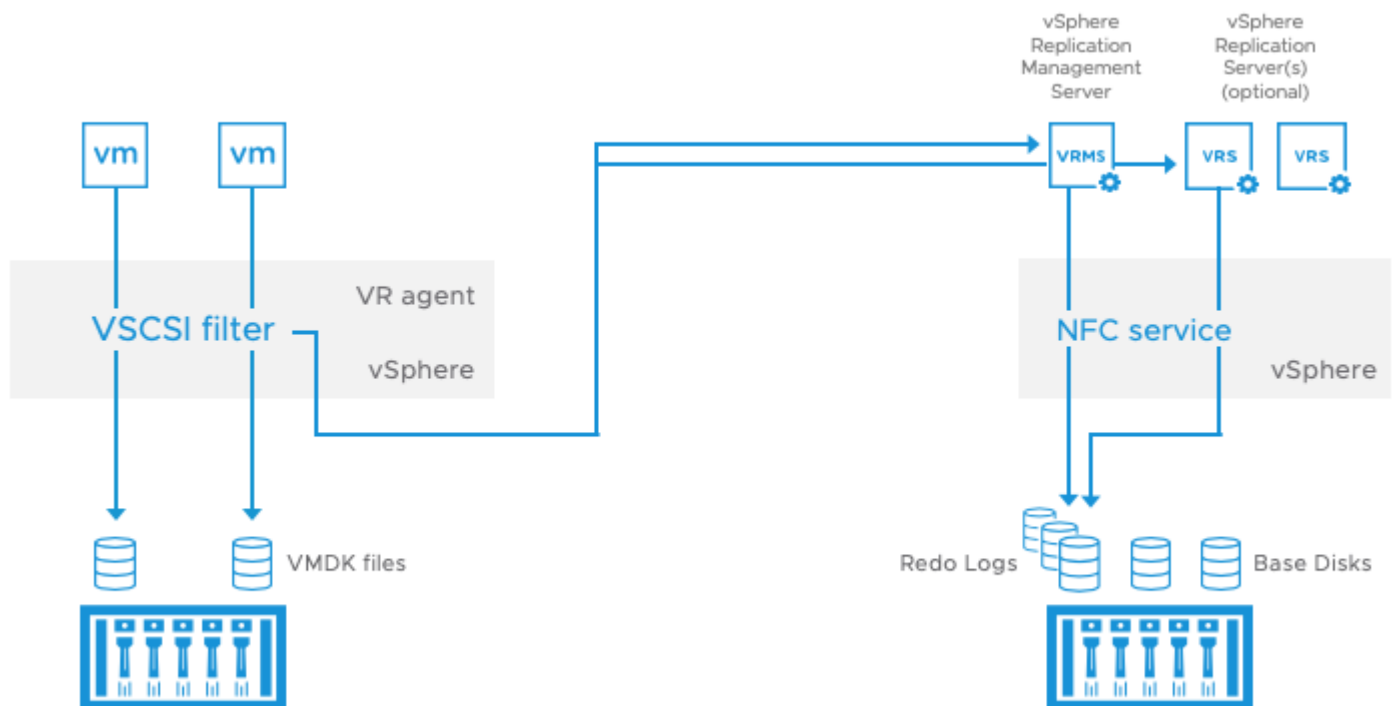 vSphere
Replication
Management
Server
vSphere
Replication
Server(s)
(optional)
vm
vm
VRMS
VRS
VRS
VR agent
VSCSI filter
vSphere
NFC service
vSphere
VMDK files
Redo Logs
Base Disks